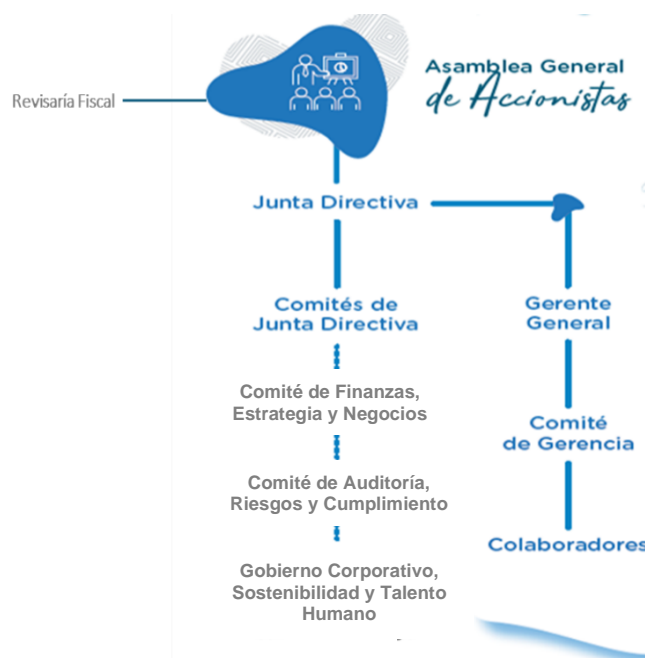 Asamblea General
de Accionistas
Revisaría Fiscal
Junta Directiva
Comités de
Junta Directiva
Gerente
General
Comité de Finanzas,
Estrategia y Negocios
Comité
de Gerencia
Comité de Auditoría,
Riesgos y Cumplimiento
Colaboradores
Gobierno Corporativo,
Sostenibilidad y Talento
Humano